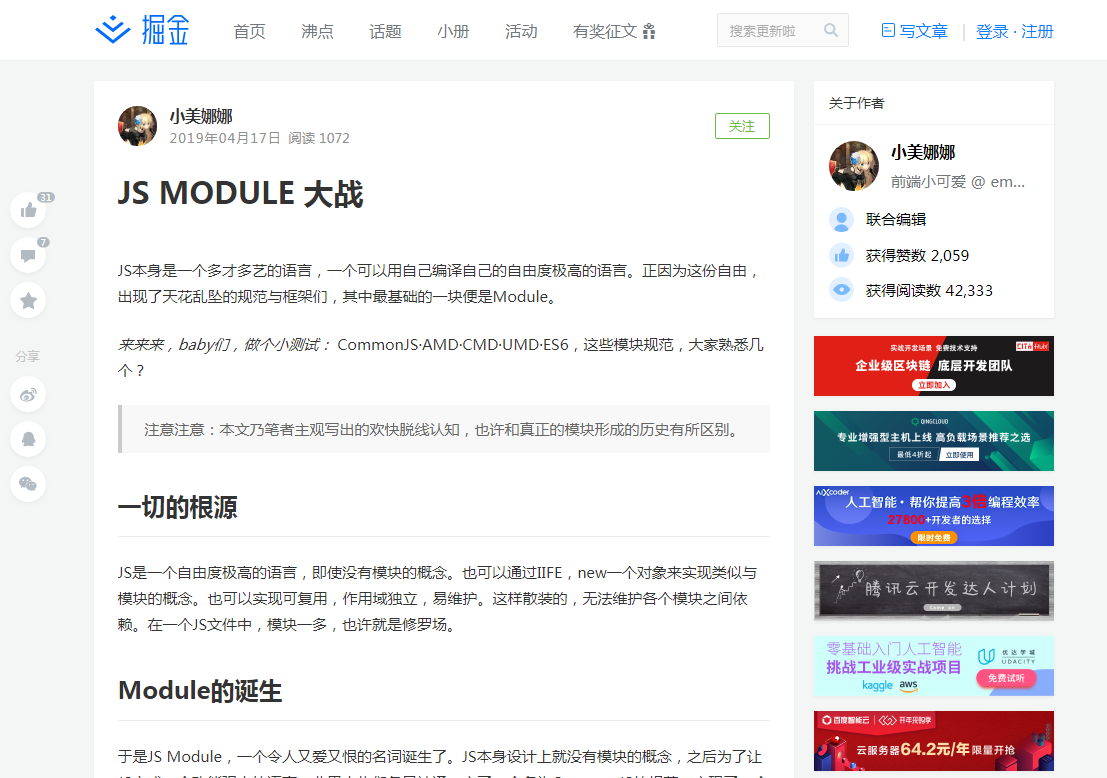 掘金 首页 沸点 话题 小册 活动 有奖征文 搜索更新啦 写文章 登录 · 注册
小美娜娜
2019年04月17日 阅读 1072
关注
JS MODULE 大战
JS本身是一个多才多艺的语言，一个可以用自己编译自己的自由度极高的语言。正因为这份自由，
出现了天花乱坠的规范与框架们，其中最基础的一块便是Module。
来来来，baby们，做个小测试： CommonJS·AMD·CMD·UMD·ES6，这些模块规范，大家熟悉几
个？
注意注意：本文乃笔者主观写出的欢快脱线认知，也许和真正的模块形成的历史有所区别。
一切的根源
JS是一个自由度极高的语言，即使没有模块的概念。也可以通过IIFE，new一个对象来实现类似与
模块的概念。也可以实现可复用，作用域独立，易维护。这样散装的，无法维护各个模块之间依
赖。在一个JS文件中，模块一多，也许就是修罗场。
Module的诞生
于是JS Module，一个令人又爱又恨的名词诞生了。JS本身设计上就没有模块的概念，之后为了让
31
7
分享
关于作者
小美娜娜
前端小可爱 @ em...
联合编辑
获得赞数 2,059
获得阅读数 42,333
实战开发场景 免费技术支持
CITA Hub
企业级区块链 底层开发团队
立即加入
QINGCLOUD
专业增强型主机上线 高负载场景推荐之选
最低4折起 立即使用
aiXcoder
人工智能·帮你提高3倍编程效率
27800+开发者的选择
限时免费
腾讯云开发达人计划
Come on
零基础入门人工智能
挑战工业级实战项目
kaggle aws
优达学城
UDACITY
免费试听
百度智能云 开年采购季
云服务器64.2元/年限量开抢